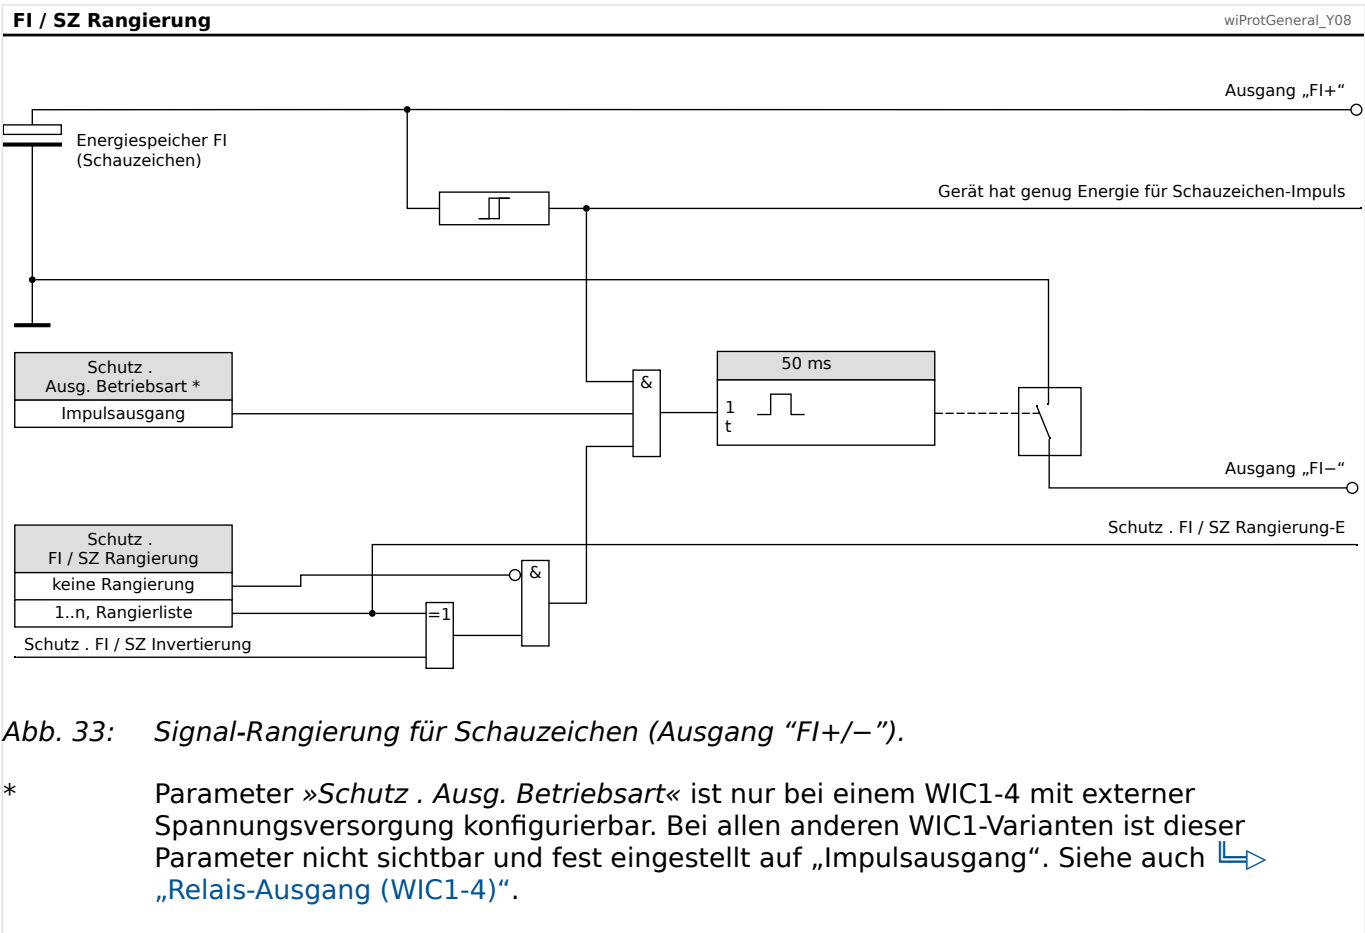 FI / SZ Rangierung
wiProtGeneral_Y08
Ausgang „FI+“
Energiespeicher FI
(Schauzeichen)
Gerät hat genug Energie für Schauzeichen-Impuls
Schutz .
Ausg. Betriebsart *
Impulsausgang
&
50 ms
1
t
Ausgang „FI−“
Schutz . FI / SZ Rangierung-E
Schutz .
FI / SZ Rangierung
keine Rangierung
1..n, Rangierliste
&
=1
Schutz . FI / SZ Invertierung
Abb. 33: Signal-Rangierung für Schauzeichen (Ausgang “FI+/−”).
* Parameter »Schutz . Ausg. Betriebsart« ist nur bei einem WIC1-4 mit externer
Spannungsversorgung konfigurierbar. Bei allen anderen WIC1-Varianten ist dieser
Parameter nicht sichtbar und fest eingestellt auf „Impulsausgang“. Siehe auch
„Relais-Ausgang (WIC1-4)“.